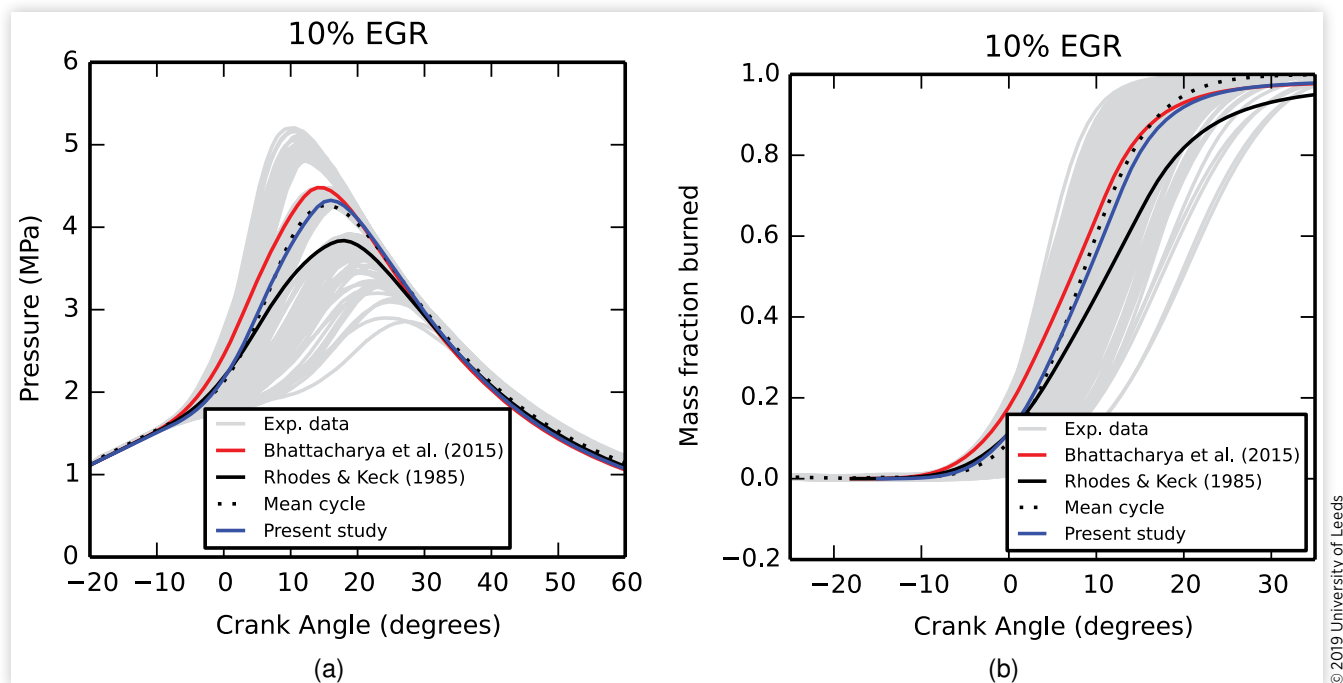 10% EGR
6
5
4
3
2
1
0
Pressure (MPa)
Exp. data
Bhattacharya et al. (2015)
Rhodes & Keck (1985)
Mean cycle
Present study
−20 −10 0 10 20 30 40 50 60
Crank Angle (degrees)
(a)
10% EGR
1.0
0.8
0.6
0.4
0.2
0.0
−0.2
Mass fraction burned
Exp. data
Bhattacharya et al. (2015)
Rhodes & Keck (1985)
Mean cycle
Present study
−20 −10 0 10 20 30
Crank Angle (degrees)
(b)
© 2019 University of Leeds